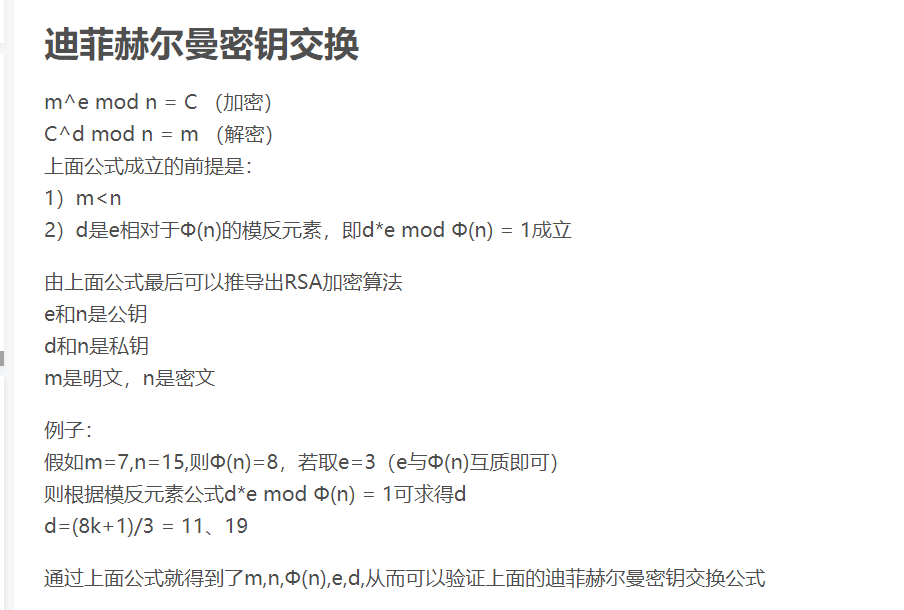 迪菲赫尔曼密钥交换
m^e mod n = C （加密）
C^d mod n = m （解密）
上面公式成立的前提是：
1）m<n
2）d是e相对于Φ(n)的模反元素，即d*e mod Φ(n) = 1成立
由上面公式最后可以推导出RSA加密算法
e和n是公钥
d和n是私钥
m是明文，n是密文
例子：
假如m=7,n=15,则Φ(n)=8，若取e=3（e与Φ(n)互质即可）
则根据模反元素公式d*e mod Φ(n) = 1可求得d
d=(8k+1)/3 = 11、19
通过上面公式就得到了m,n,Φ(n),e,d,从而可以验证上面的迪菲赫尔曼密钥交换公式